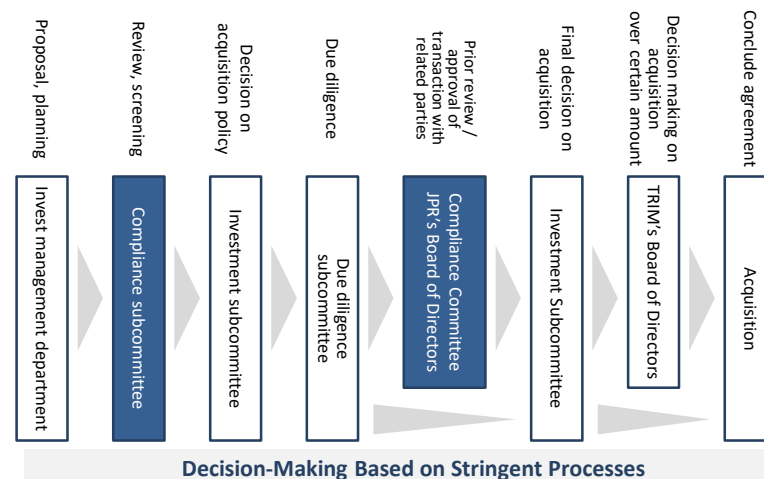 Proposal, planning
Review, screening
Decision on
acquisition policy
Due diligence
Prior review /
approval of
transaction with
related parties
Final decision on
acquisition
Decision making on
acquisition
over certain amount
Conclude agreement
Invest management department
Compliance subcommittee
Investment subcommittee
Due diligence
subcommittee
Compliance Committee
JPR's Board of Directors
Investment Subcommittee
TRIM's Board of Directors
Acquisition
Decision-Making Based on Stringent Processes